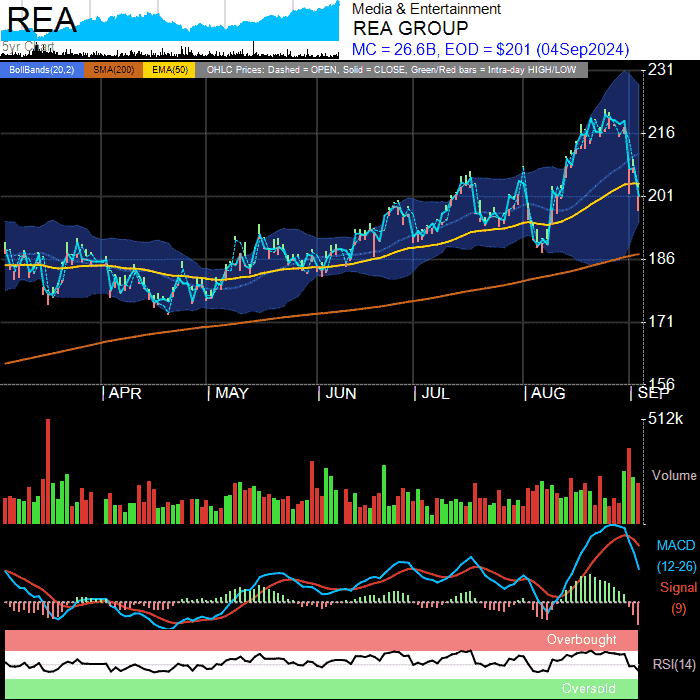 REA
5yr Chart
Media & Entertainment
REA GROUP
MC = 26.6B, EOD = $201 (04Sep2024)
BollBands(20,2) SMA(200) EMA(50) OHLC Prices: Dashed = OPEN, Solid = CLOSE, Green/Red bars = Intra-day HIGH/LOW
231
216
201
186
171
156
APR MAY JUN JUL AUG SEP
512k
Volume
MACD
(12-26)
Signal
(9)
Overbought
RSI(14)
Oversold